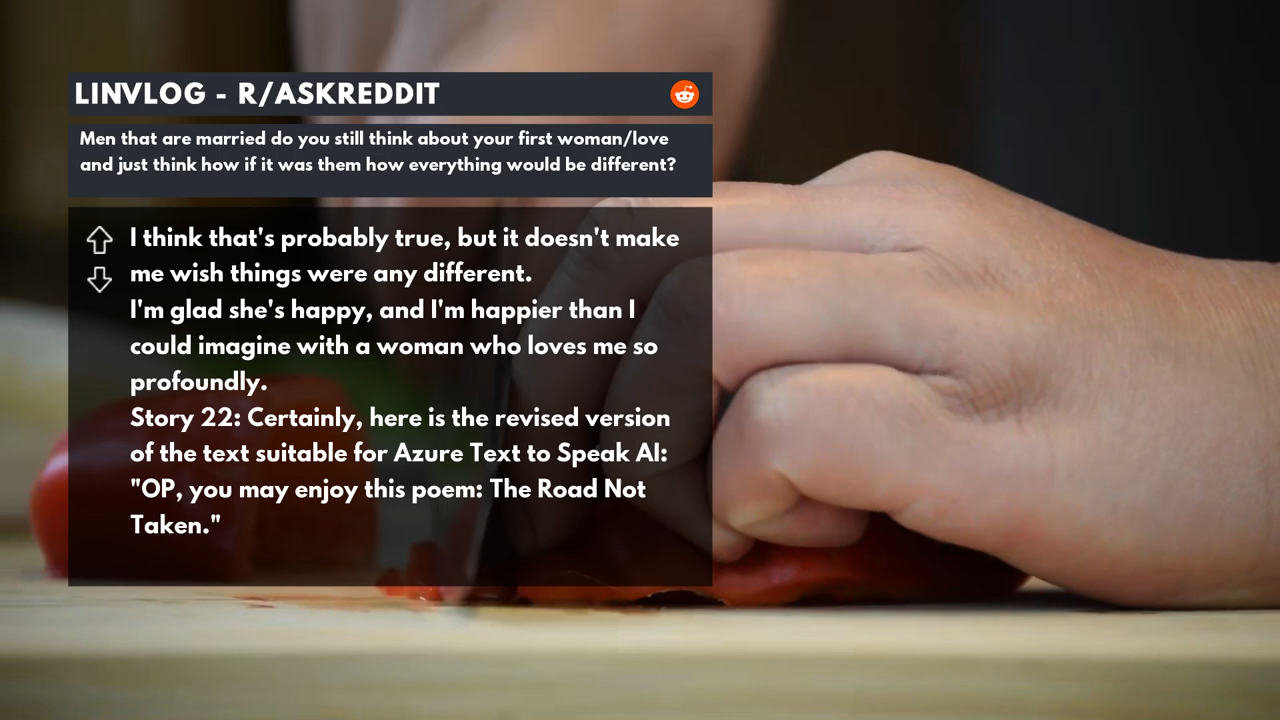 LINVLOG - R/ASKREDDIT
Men that are married do you still think about your first woman/love
and just think how if it was them how everything would be different?
I think that's probably true, but it doesn't make
me wish things were any different.
I'm glad she's happy, and I'm happier than I
could imagine with a woman who loves me so
profoundly.
Story 22: Certainly, here is the revised version
of the text suitable for Azure Text to Speak AI:
"OP, you may enjoy this poem: The Road Not
Taken."